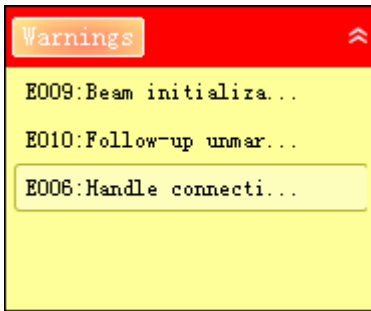 Warnings
E009:Beam initializa...
E010:Follow-up unmar...
E006:Handle connecti...